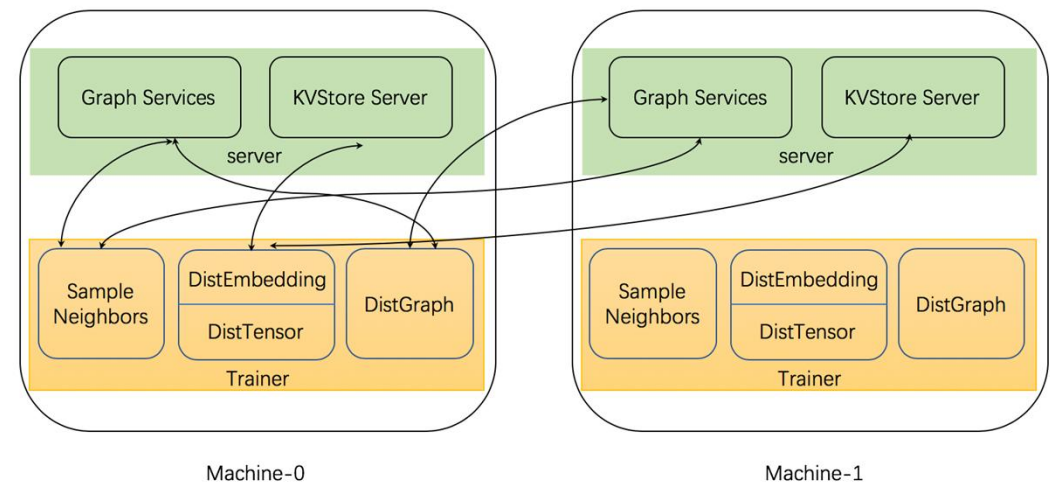 Graph Services
KVStore Server
server
Sample
Neighbors
DistEmbedding
DistTensor
DistGraph
Trainer
Machine-0
Graph Services
KVStore Server
server
Sample
Neighbors
DistEmbedding
DistTensor
DistGraph
Trainer
Machine-1